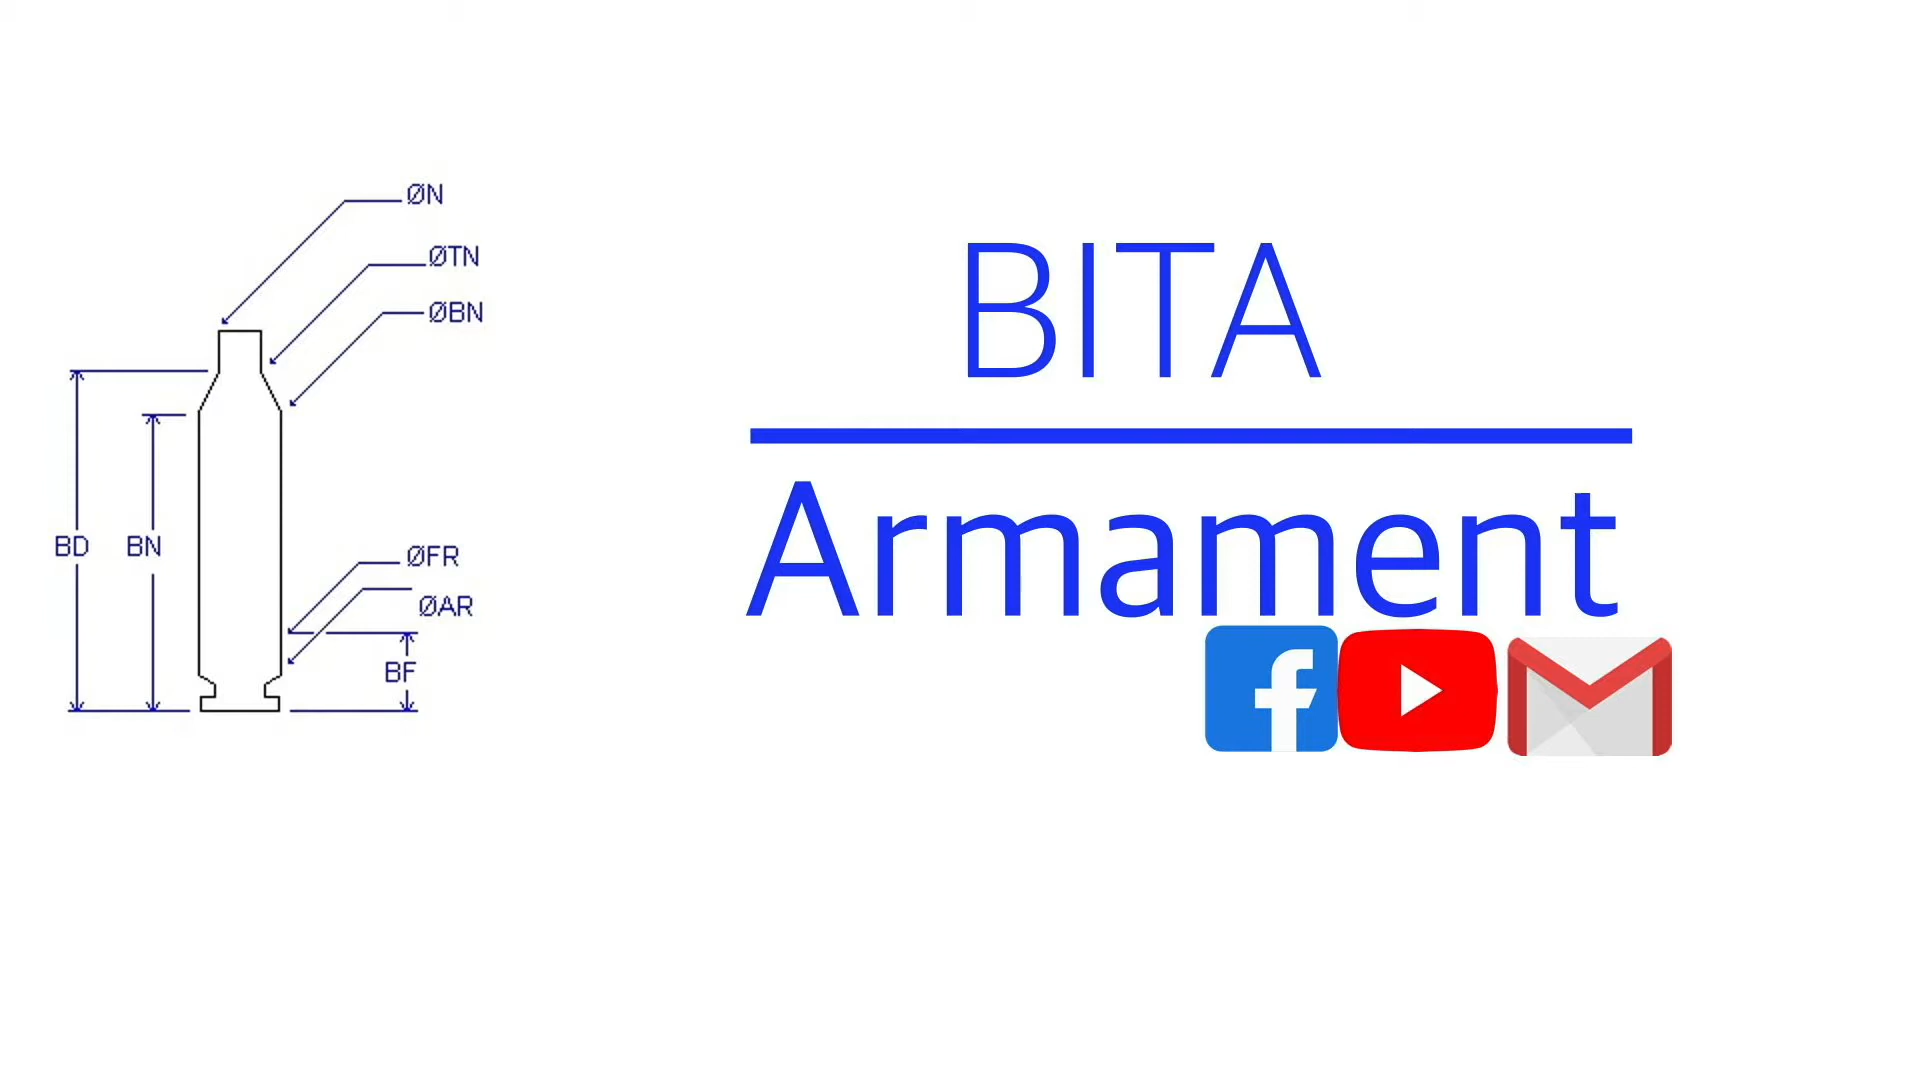 ØN
ØTN
ØBN
BD
BN
ØFR
ØAR
BF
BITA
Armament